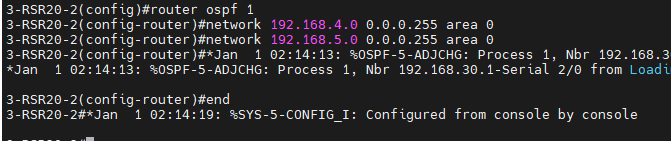 3-RSR20-2(config)#router ospf 1
3-RSR20-2(config-router)#network 192.168.4.0 0.0.0.255 area 0
3-RSR20-2(config-router)#network 192.168.5.0 0.0.0.255 area 0
3-RSR20-2(config-router)#*Jan  1 02:14:13: %OSPF-5-ADJCHG: Process 1, Nbr 192.168.3
*Jan  1 02:14:13: %OSPF-5-ADJCHG: Process 1, Nbr 192.168.30.1-Serial 2/0 from Loadi
3-RSR20-2(config-router)#end
3-RSR20-2#*Jan  1 02:14:19: %SYS-5-CONFIG_I: Configured from console by console
3-RSR20-2#